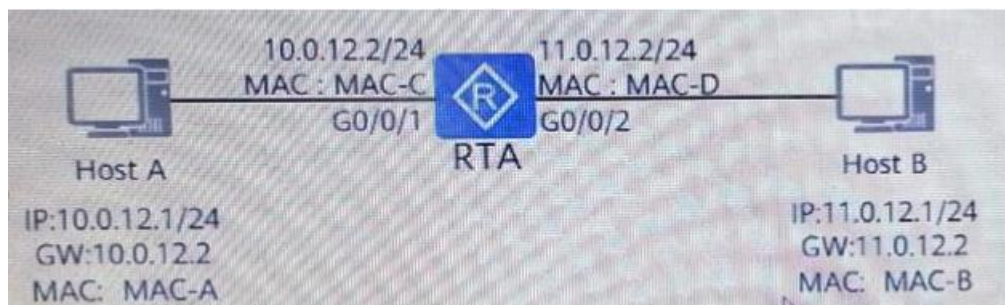 10.0.12.2/24
MAC : MAC-C
G0/0/1
R
11.0.12.2/24
MAC : MAC-D
G0/0/2
RTA
Host A
IP:10.0.12.1/24
GW:10.0.12.2
MAC: MAC-A
Host B
IP:11.0.12.1/24
GW:11.0.12.2
MAC: MAC-B